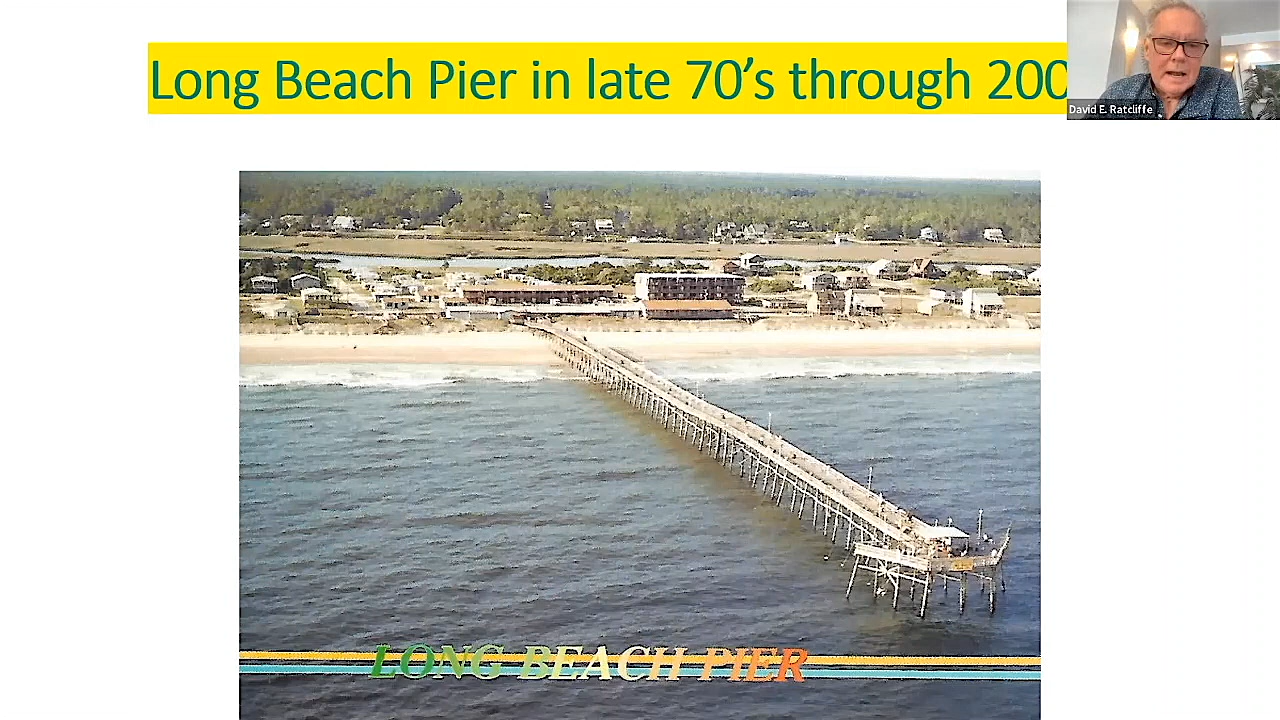 Long Beach Pier in late 70’s through 200
David E. Ratcliffe
LONG BEACH PIER